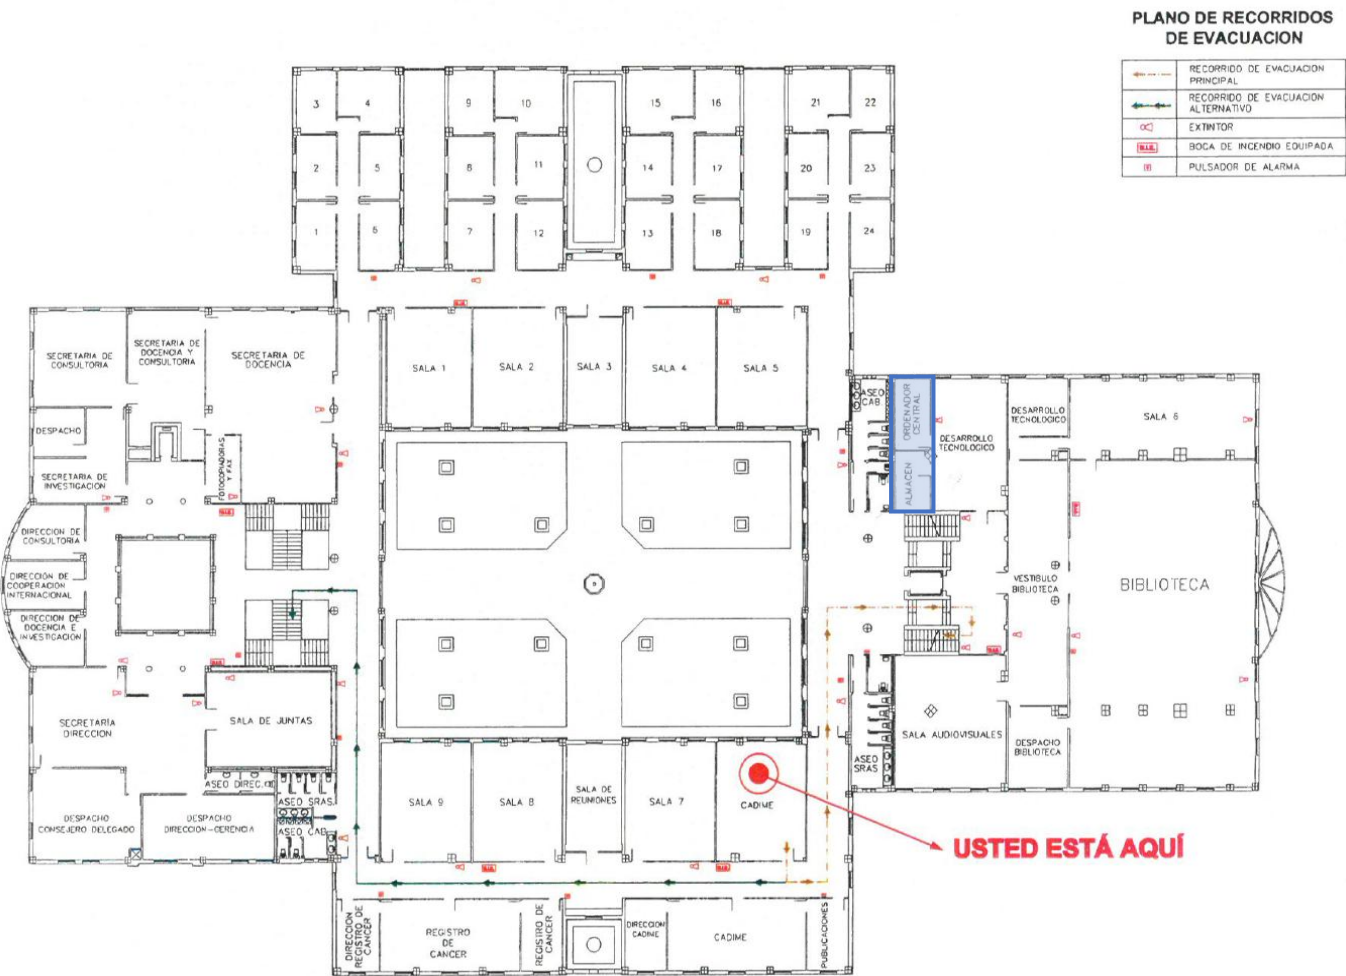 PLANO DE RECORRIDOS
DE EVACUACION
RECORRIDO DE EVACUACION
PRINCIPAL
RECORRIDO DE EVACUACION
ALTERNATIVO
EXTINTOR
B.I.E.
BOCA DE INCENDIO EQUIPADA
PULSADOR DE ALARMA
3
4
9
10
15
16
21
22
2
5
8
11
14
17
20
23
1
6
7
12
13
18
19
24
SECRETARIA DE
CONSULTORIA
SECRETARIA DE
DOCENCIA Y
CONSULTORIA
SECRETARIA DE
DOCENCIA
SALA 1
SALA 2
SALA 3
SALA 4
SALA 5
ASEO
CAB.
ORDENADOR
CENTRAL
ALMACEN
DESARROLLO
TECNOLOGICO
DESARROLLO
TECNOLOGICO
SALA 6
DESPACHO
SECRETARIA DE
INVESTIGACION
FOTOCOPIADORAS
Y FAX
DIRECCION DE
CONSULTORIA
DIRECCIÓN DE
COOPERACION
INTERNACIONAL
DIRECCIÓN DE
DOCENCIA E
INVESTIGACION
VESTIBULO
BIBLIOTECA
BIBLIOTECA
SECRETARÍA
DIRECCION
SALA DE JUNTAS
SALA AUDIOVISUALES
DESPACHO
BIBLIOTECA
ASEO
SRAS
ASEO DIREC.
ASEO SRAS.
ASEO CAB.
DESPACHO
CONSEJERO DELEGADO
DESPACHO
DIRECCION-GERENCIA
SALA 9
SALA 8
SALA DE
REUNIONES
SALA 7
CADIME
USTED ESTÁ AQUÍ
DIRECCION
REGISTRO DE
CANCER
REGISTRO
DE
CANCER
REGISTRO DE
CANCER
DIRECCION
CADIME
CADIME
PUBLICACIONES